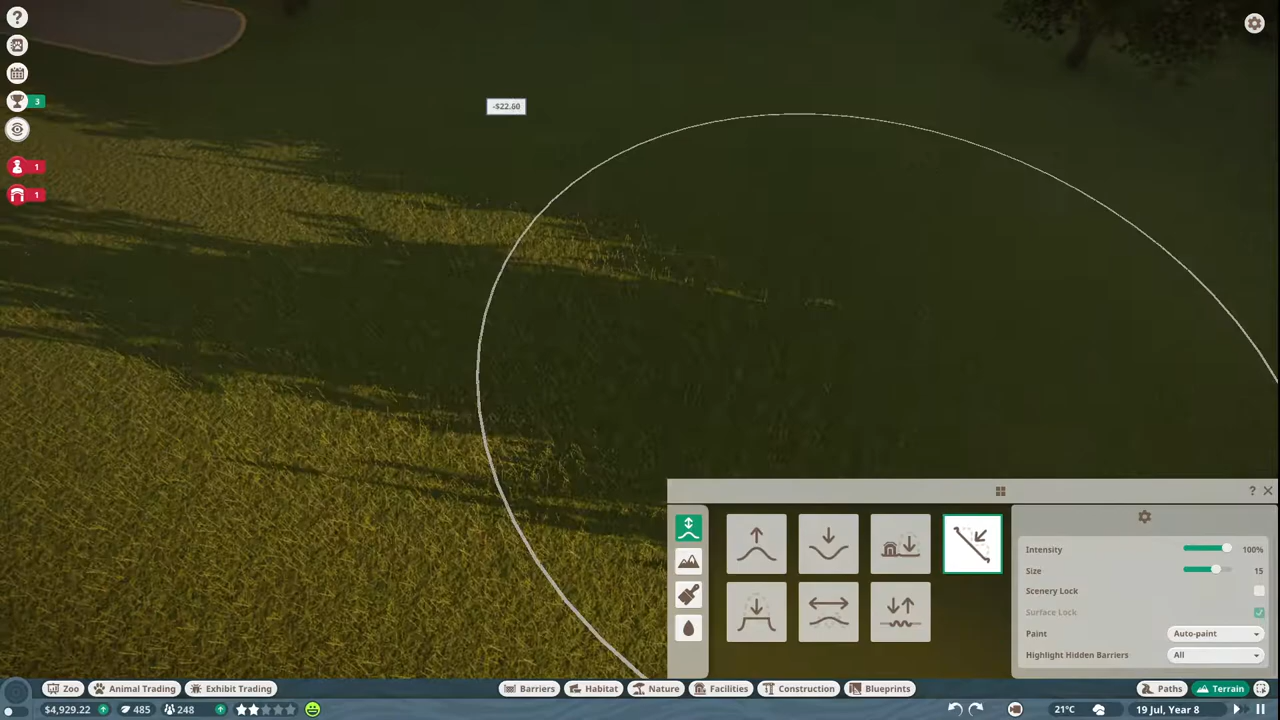 ?
3
-$22.60
1
1
? ×
Intensity 100%
Size 15
Scenery Lock
Surface Lock
Paint Auto-paint
Highlight Hidden Barriers All
Zoo Animal Trading Exhibit Trading Barriers Habitat Nature Facilities Construction Blueprints Paths Terrain
$4,929.22 485 248 21°C 19 Jul, Year 8